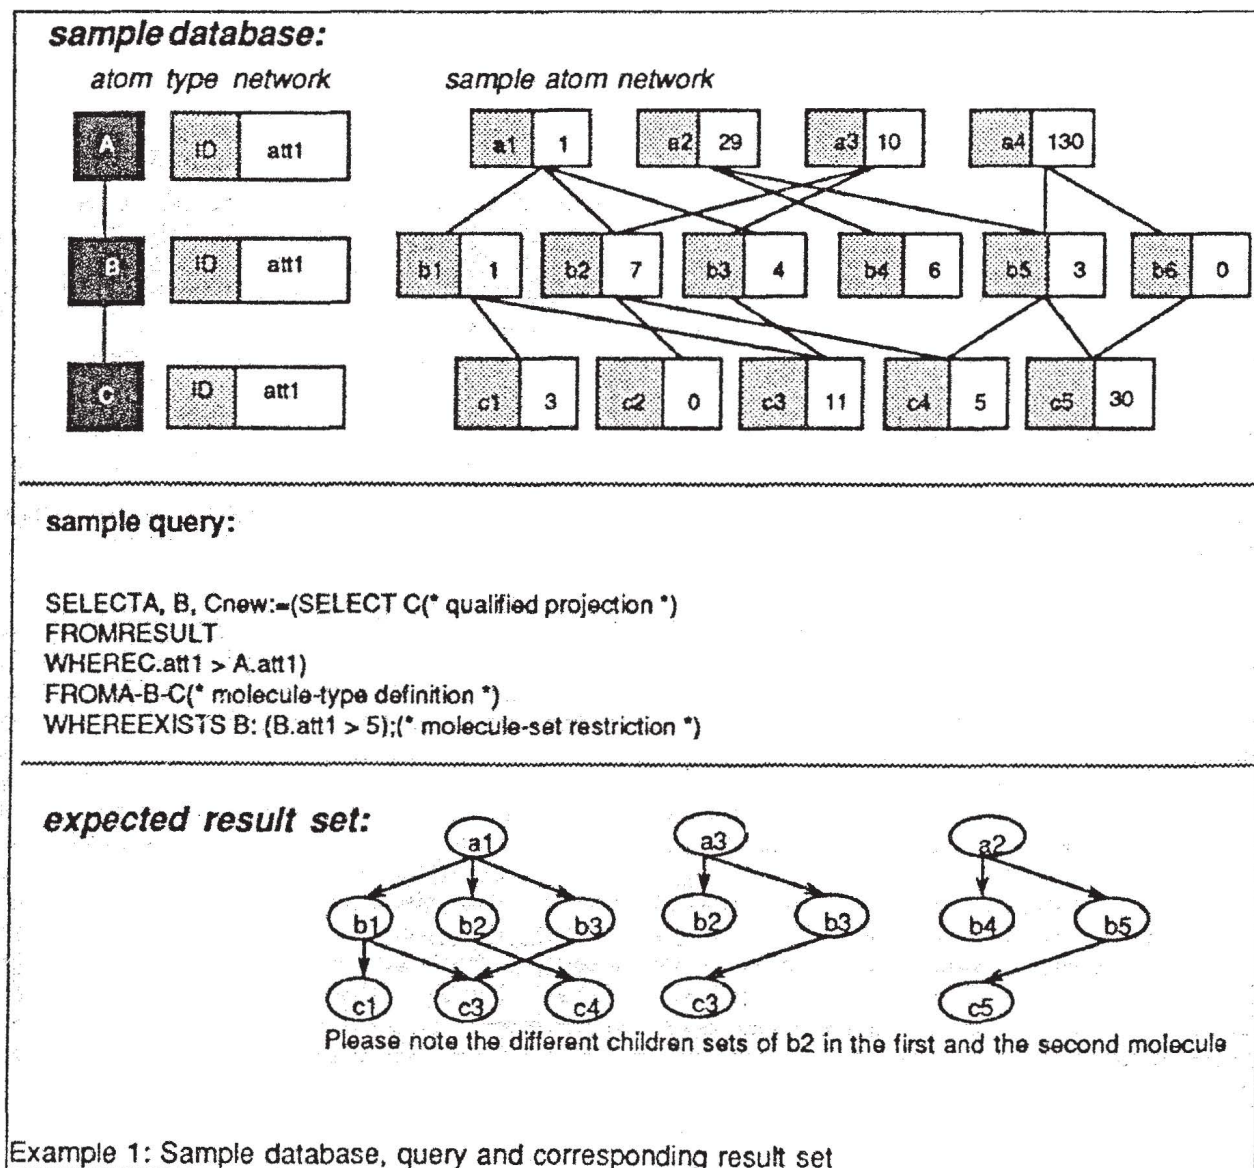 sample database:
atom type network sample atom network
A ID att1 a1 1 a2 29 a3 10 a4 130
B ID att1 b1 1 b2 7 b3 4 b4 6 b5 3 b6 0
C ID att1 c1 3 c2 0 c3 11 c4 5 c5 30
sample query:
SELECTA, B, Cnew:=(SELECT C(* qualified projection *)
FROMRESULT
WHEREC.att1 > A.att1)
FROMA-B-C(* molecule-type definition *)
WHEREEXISTS B: (B.att1 > 5);(* molecule-set restriction *)
expected result set:
a1 a3 a2
b1 b2 b3 b2 b3 b4 b5
c1 c3 c4 c3 c5
Please note the different children sets of b2 in the first and the second molecule
Example 1: Sample database, query and corresponding result set